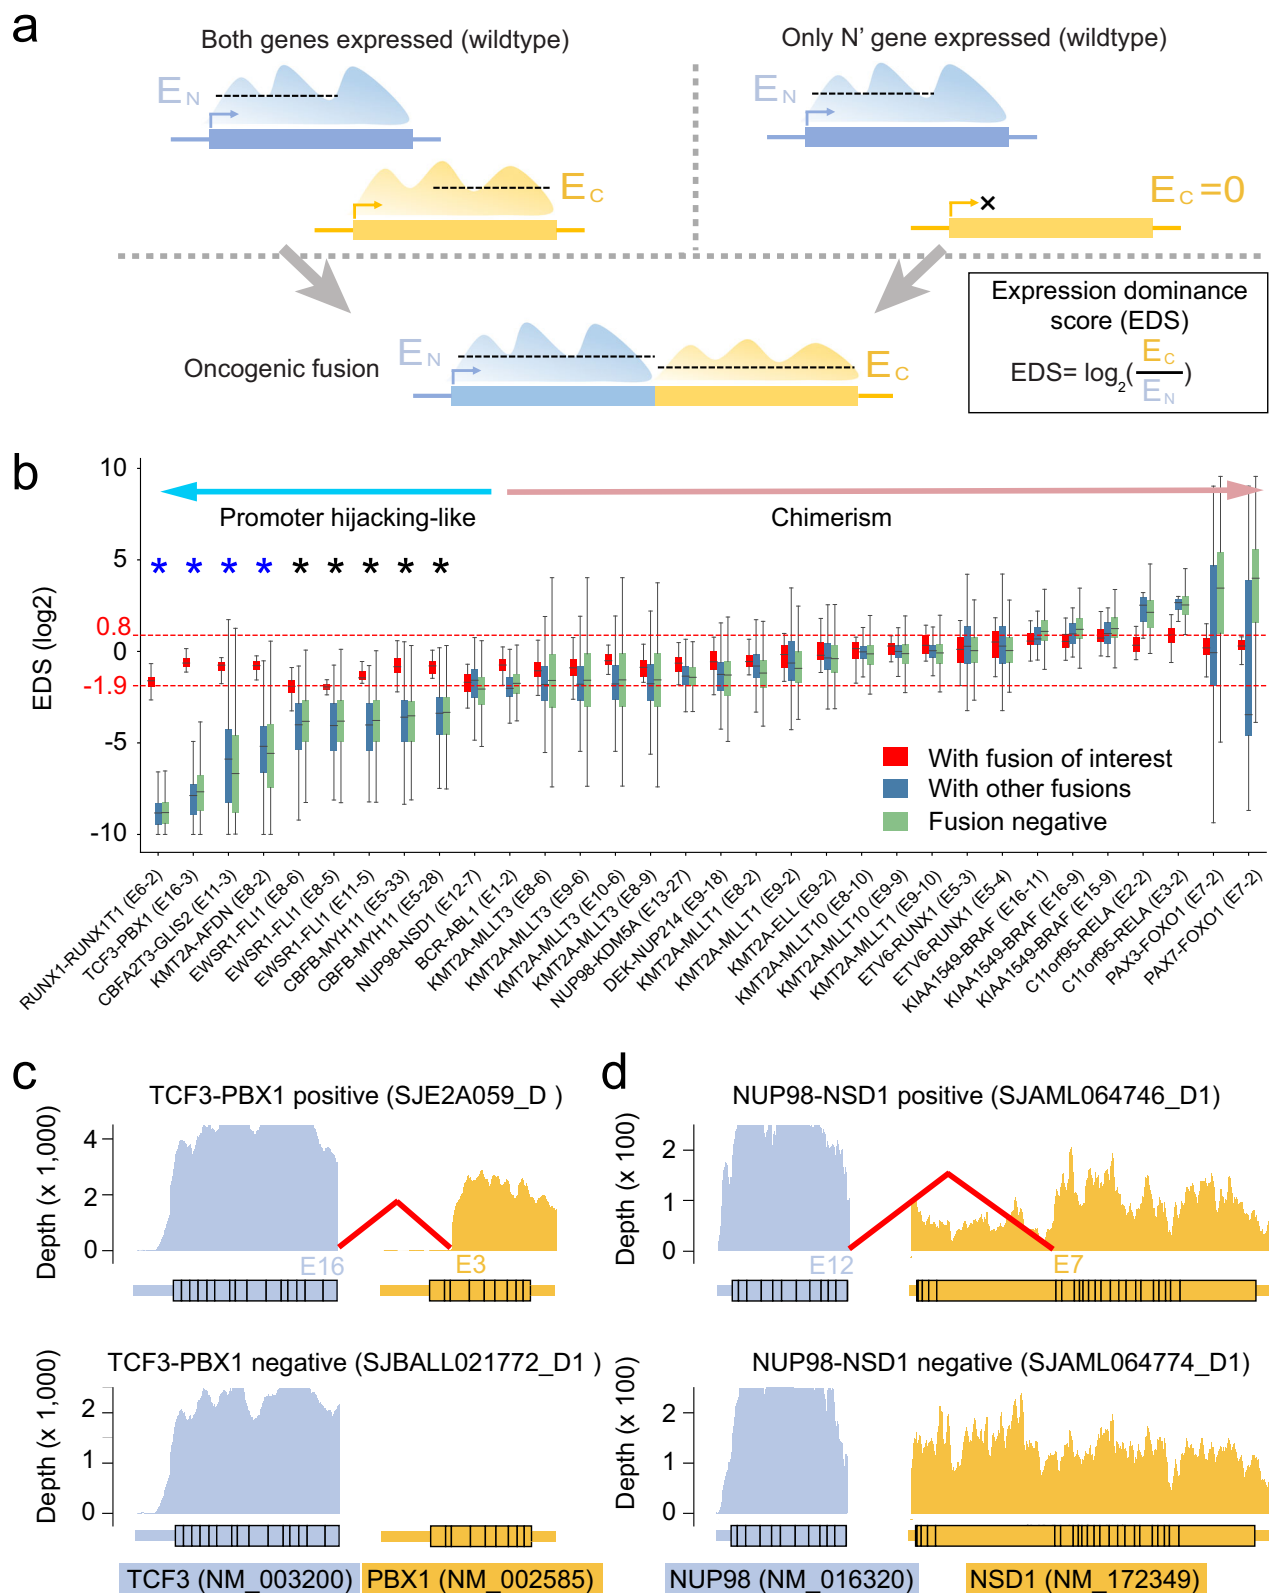 a
Both genes expressed (wildtype)
Only N' gene expressed (wildtype)
E N
E N
E C
E C =0
Oncogenic fusion
E N
E C
Expression dominance
score (EDS)
EDS= log2(E C / E N)
b
10
5
0.8
0
-1.9
-5
-10
EDS (log2)
Promoter hijacking-like
Chimerism
* * * * * * * * *
With fusion of interest
With other fusions
Fusion negative
RUNX1-RUNX1T1 (E6-2)
TCF3-PBX1 (E16-3)
CBFA2T3-GLIS2 (E11-3)
KMT2A-AFDN (E8-2)
EWSR1-FLI1 (E8-6)
EWSR1-FLI1 (E8-5)
EWSR1-FLI1 (E11-5)
CBFB-MYH11 (E5-33)
CBFB-MYH11 (E5-28)
NUP98-NSD1 (E12-7)
BCR-ABL1 (E1-2)
KMT2A-MLLT3 (E8-6)
KMT2A-MLLT3 (E9-6)
KMT2A-MLLT3 (E10-6)
KMT2A-MLLT3 (E8-9)
NUP98-KDM5A (E13-27)
DEK-NUP214 (E9-18)
KMT2A-MLLT1 (E8-2)
KMT2A-MLLT1 (E9-2)
KMT2A-ELL (E9-2)
KMT2A-MLLT10 (E8-10)
KMT2A-MLLT10 (E9-9)
KMT2A-MLLT1 (E9-10)
ETV6-RUNX1 (E5-3)
ETV6-RUNX1 (E5-4)
KIAA1549-BRAF (E16-11)
KIAA1549-BRAF (E16-9)
KIAA1549-BRAF (E15-9)
C11orf95-RELA (E2-2)
C11orf95-RELA (E3-2)
PAX3-FOXO1 (E7-2)
PAX7-FOXO1 (E7-2)
c
TCF3-PBX1 positive (SJE2A059_D )
Depth (x 1,000)
4
2
0
E16
E3
TCF3-PBX1 negative (SJBALL021772_D1 )
Depth (x 1,000)
2
1
0
TCF3 (NM_003200)
PBX1 (NM_002585)
d
NUP98-NSD1 positive (SJAML064746_D1)
Depth (x 100)
2
1
0
E12
E7
NUP98-NSD1 negative (SJAML064774_D1)
Depth (x 100)
2
1
0
NUP98 (NM_016320)
NSD1 (NM_172349)